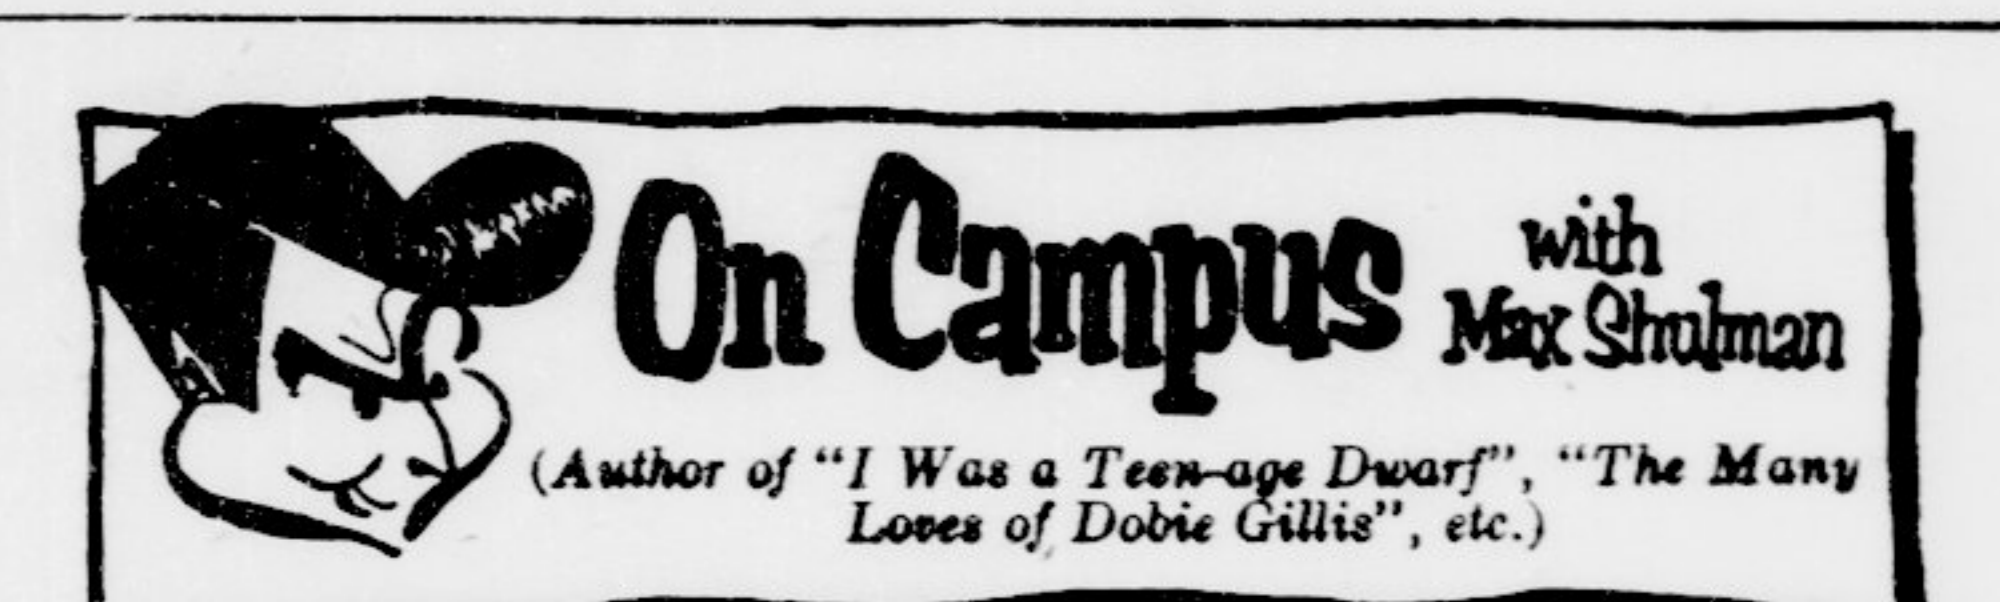 On Campus with
Max Shulman
(Author of “I Was a Teen-age Dwarf”, “The Many
Loves of Dobie Gillis”, etc.)